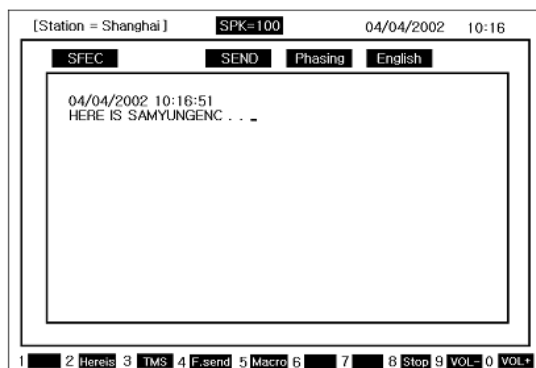 [Station = Shanghai] SPK=100 04/04/2002 10:16
SFEC SEND Phasing English
04/04/2002 10:16:51
HERE IS SAMYUNGENC . . _
1 2 Hereis 3 TMS 4 F.send 5 Macro 6 7 8 Stop 9 VOL- 0 VOL+